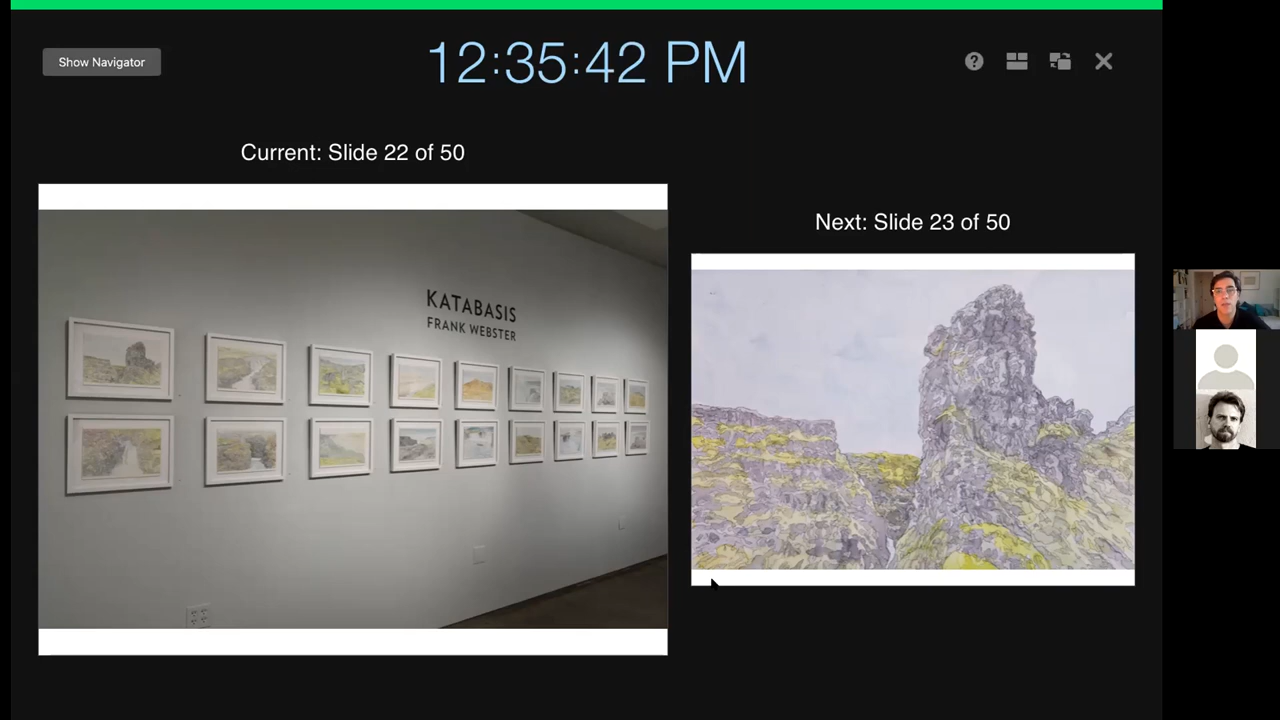 Show Navigator
12:35:42 PM
Current: Slide 22 of 50
Next: Slide 23 of 50
KATABASIS
FRANK WEBSTER